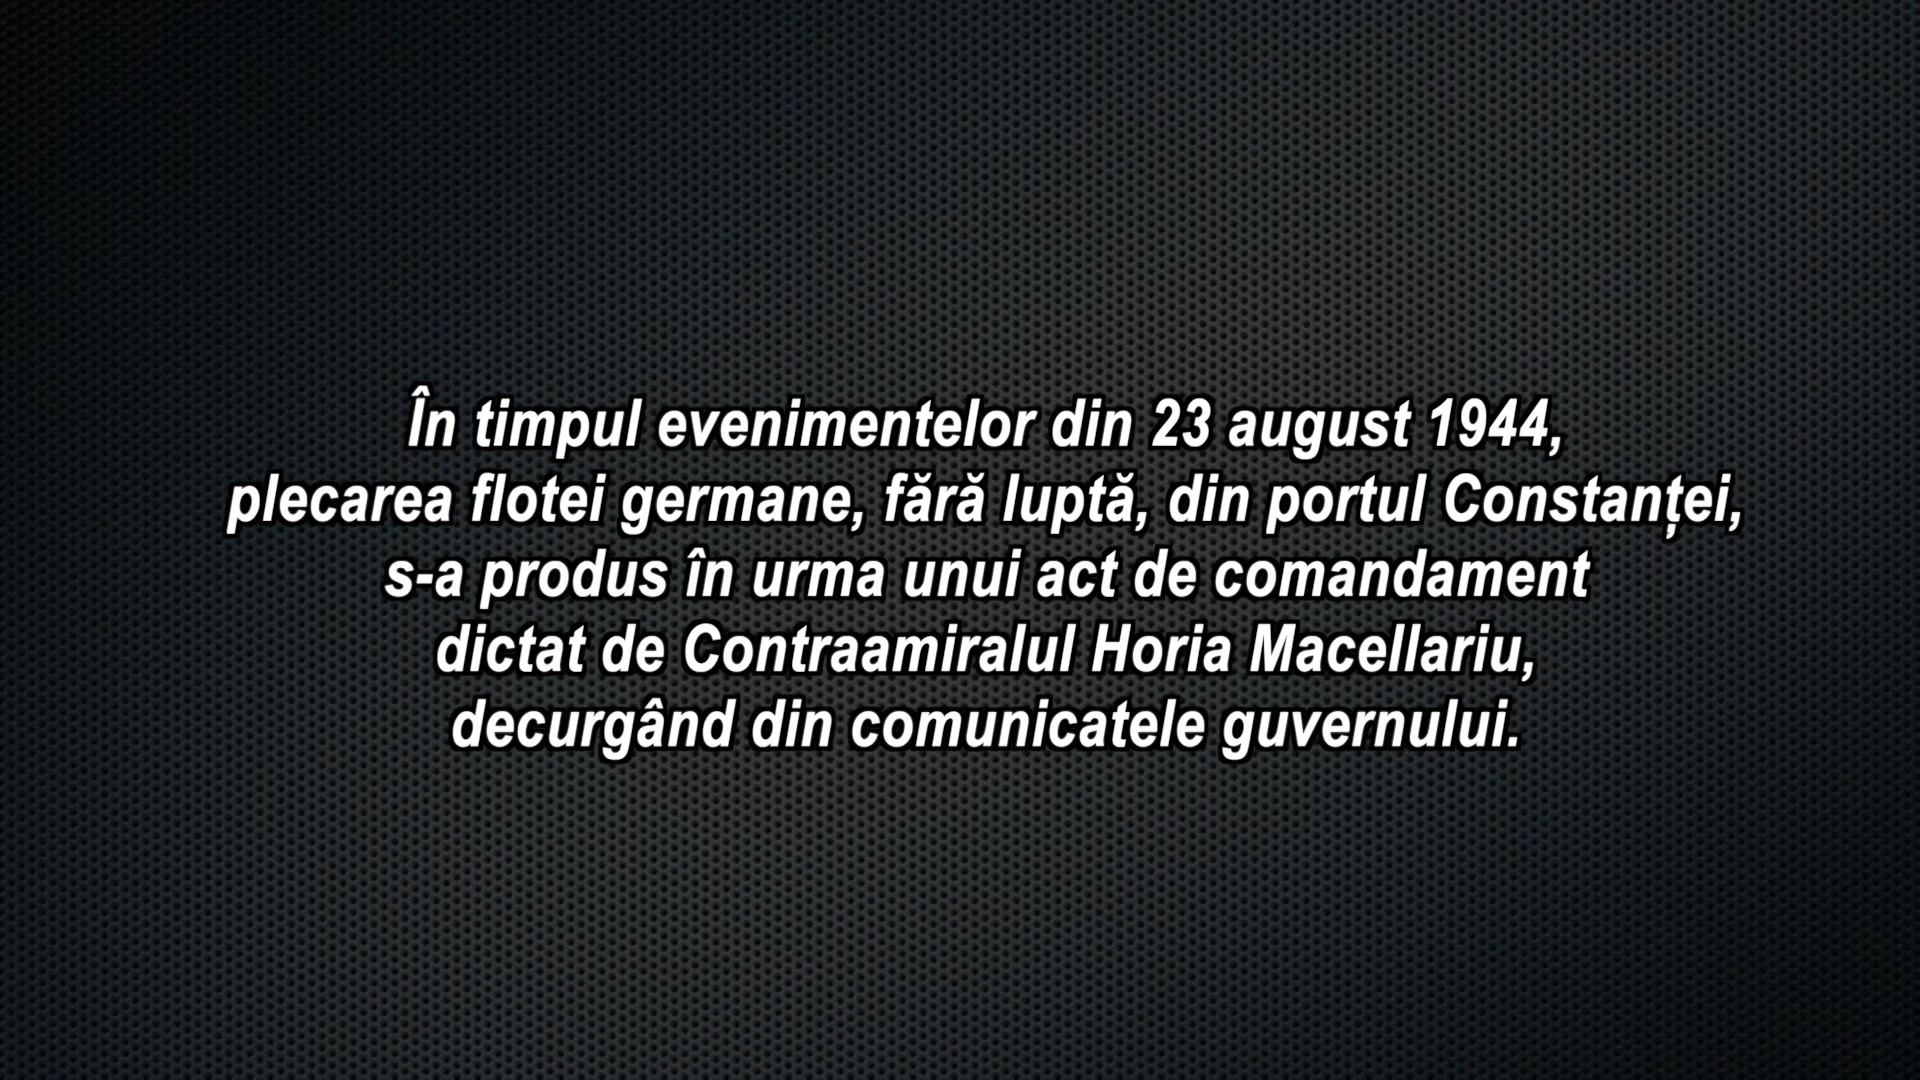 În timpul evenimentelor din 23 august 1944,
plecarea flotei germane, fără luptă, din portul Constanței,
s-a produs în urma unui act de comandament
dictat de Contraamiralul Horia Macellariu,
decurgând din comunicatele guvernului.